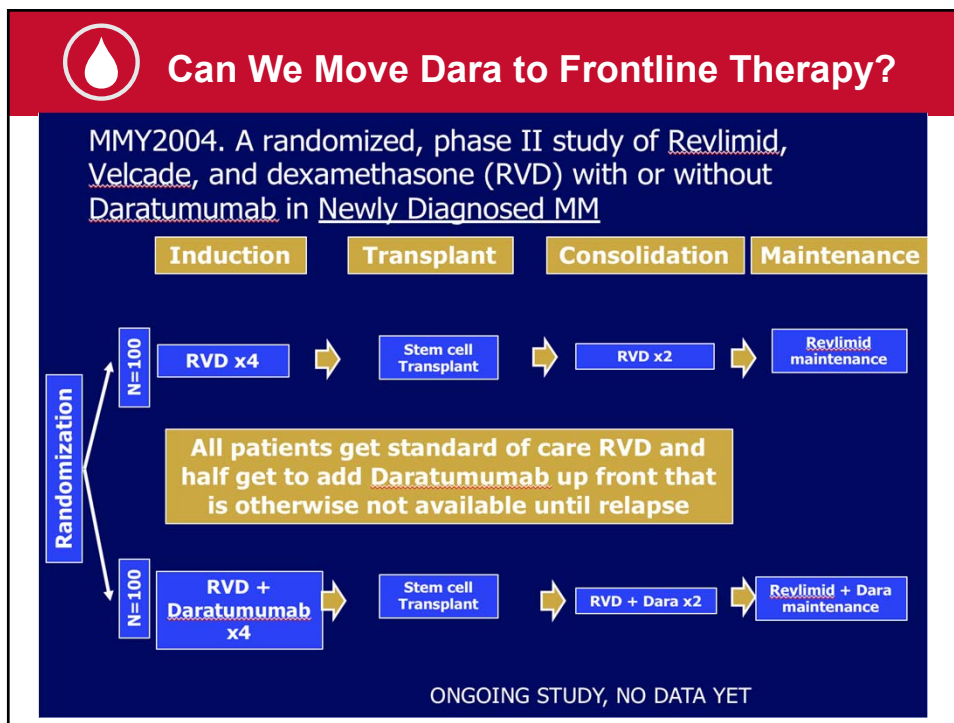 Can We Move Dara to Frontline Therapy?
MMY2004. A randomized, phase II study of Revlimid,
Velcade, and dexamethasone (RVD) with or without
Daratumumab in Newly Diagnosed MM
Induction
Transplant
Consolidation
Maintenance
Randomization
N=100
RVD x4
Stem cell
Transplant
RVD x2
Revlimid
maintenance
All patients get standard of care RVD and
half get to add Daratumumab up front that
is otherwise not available until relapse
N=100
RVD +
Daratumumab
x4
Stem cell
Transplant
RVD + Dara x2
Revlimid + Dara
maintenance
ONGOING STUDY, NO DATA YET